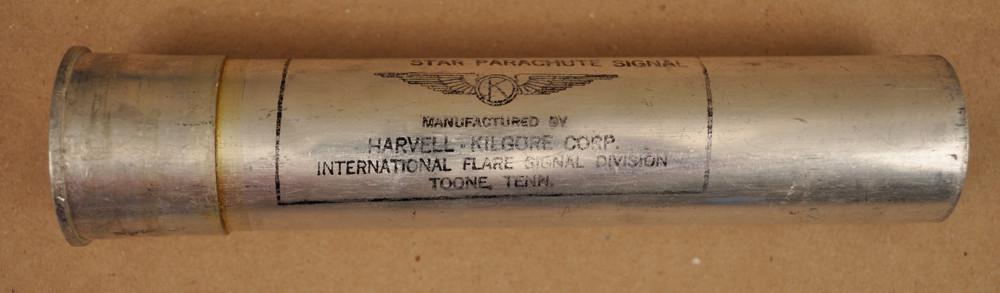 STAR PARACHUTE SIGNAL
K
MANUFACTURED BY
HARVELL-KILGORE CORP.
INTERNATIONAL FLARE SIGNAL DIVISION
TOONE, TENN.